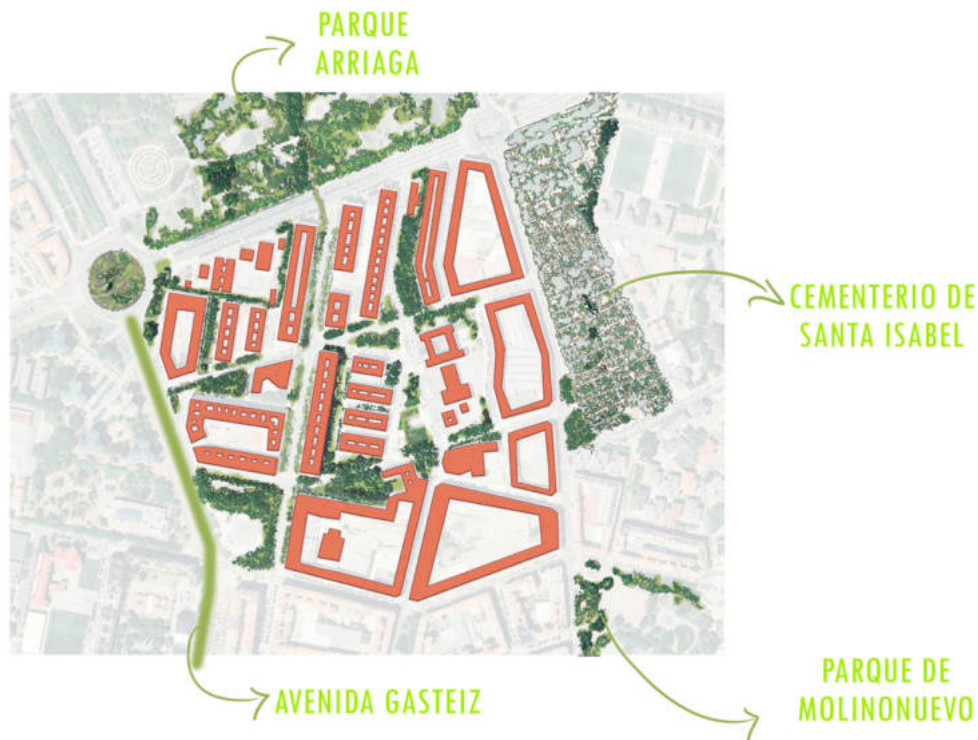 PARQUE
ARRIAGA
CEMENTERIO DE
SANTA ISABEL
AVENIDA GASTEIZ
PARQUE DE
MOLINONUEVO